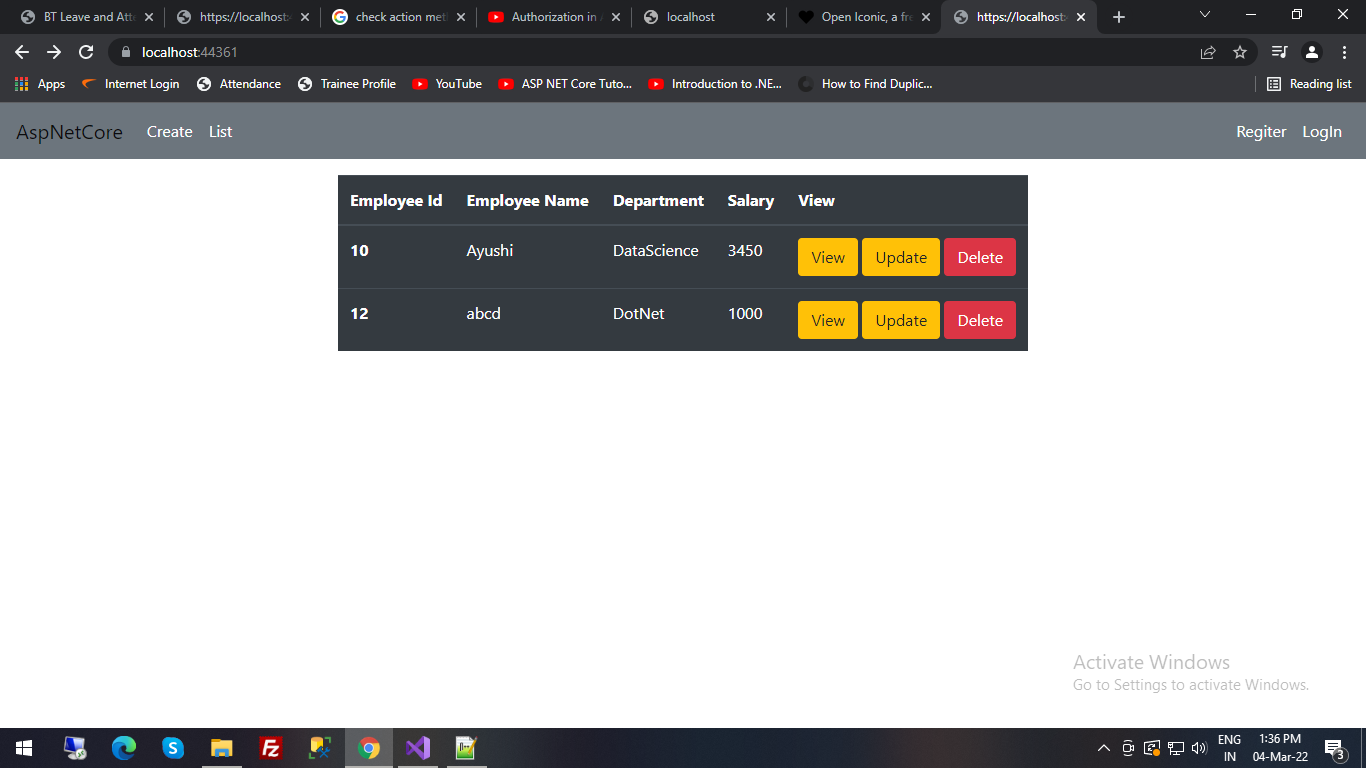 BT Leave and Atte
https://localhost:
check action met
Authorization in A
localhost
Open Iconic, a fre
https://localhost:
localhost:44361
Apps
Internet Login
Attendance
Trainee Profile
YouTube
ASP NET Core Tuto...
Introduction to .NE...
How to Find Duplic...
Reading list
AspNetCore
Create
List
Regiter
LogIn
Employee Id Employee Name Department Salary View
10 Ayushi DataScience 3450 View Update Delete
12 abcd DotNet 1000 View Update Delete
Activate Windows
Go to Settings to activate Windows.
ENG
IN
1:36 PM
04-Mar-22
3